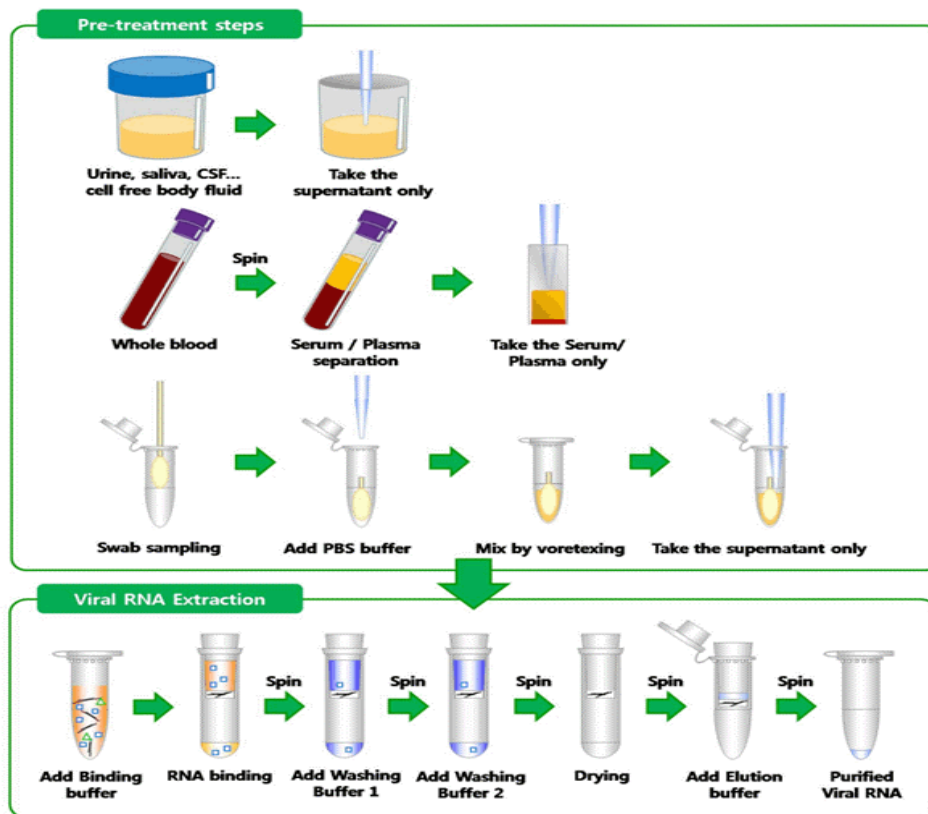 Pre-treatment steps
Urine, saliva, CSF...
cell free body fluid
Take the
supernatant only
Spin
Whole blood
Serum / Plasma
separation
Take the Serum/
Plasma only
Swab sampling
Add PBS buffer
Mix by voretexing
Take the supernatant only
Viral RNA Extraction
Spin
Spin
Spin
Spin
Spin
Add Binding
buffer
RNA binding
Add Washing
Buffer 1
Add Washing
Buffer 2
Drying
Add Elution
buffer
Purified
Viral RNA